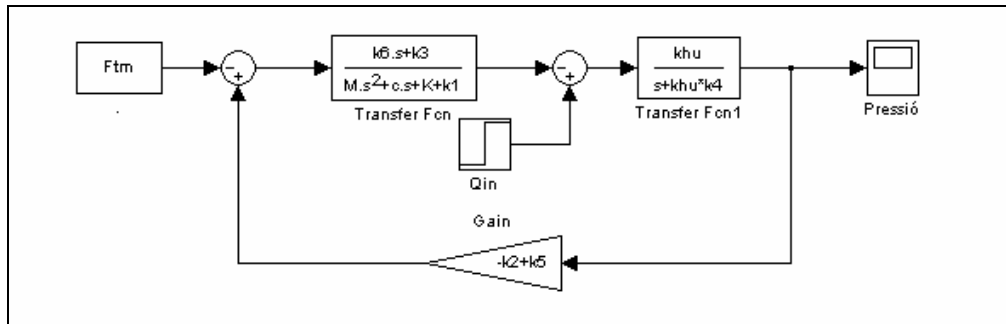 Ftm
k6.s+k3
M.s2+c.s+K+k1
Transfer Fcn
khu
s+khu*k4
Transfer Fcn1
Pressió
Qin
Gain
-k2+k5